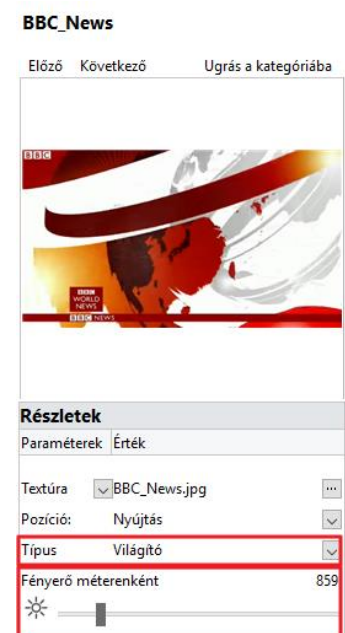 BBC_News
Előző Következő Ugrás a kategóriába
BBC
BBC
WORLD
NEWS
BBC NEWS
Részletek
Paraméterek Érték
Textúra BBC_News.jpg ...
Pozíció: Nyújtás
Típus Világító
Fényerő méterenként 859